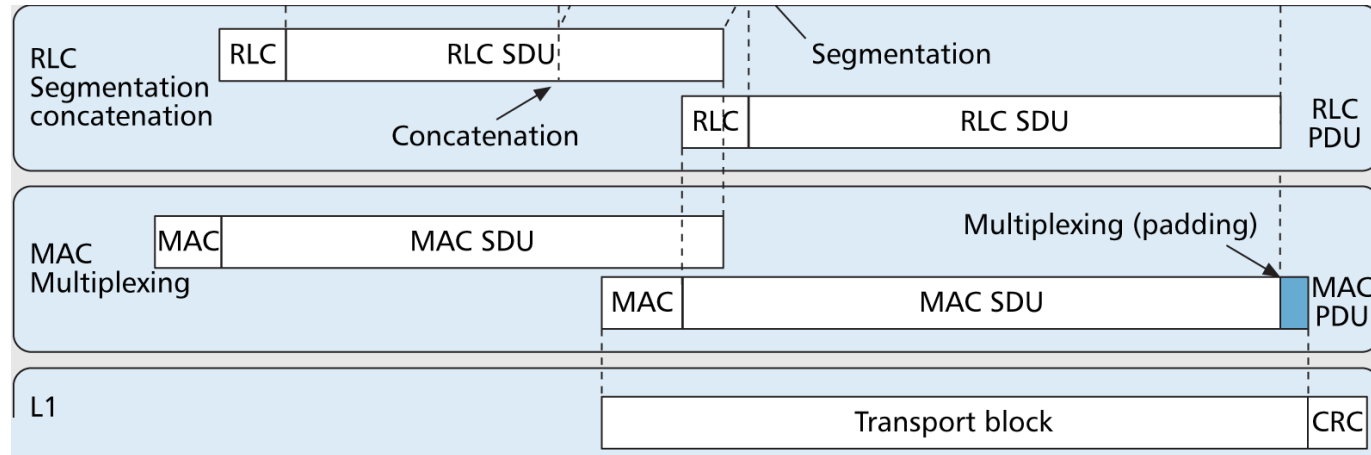 RLC
Segmentation
concatenation
RLC
RLC SDU
Segmentation
Concatenation
RLC
RLC SDU
RLC
PDU
MAC
Multiplexing
MAC
MAC SDU
Multiplexing (padding)
MAC
MAC SDU
MAC
PDU
L1
Transport block
CRC